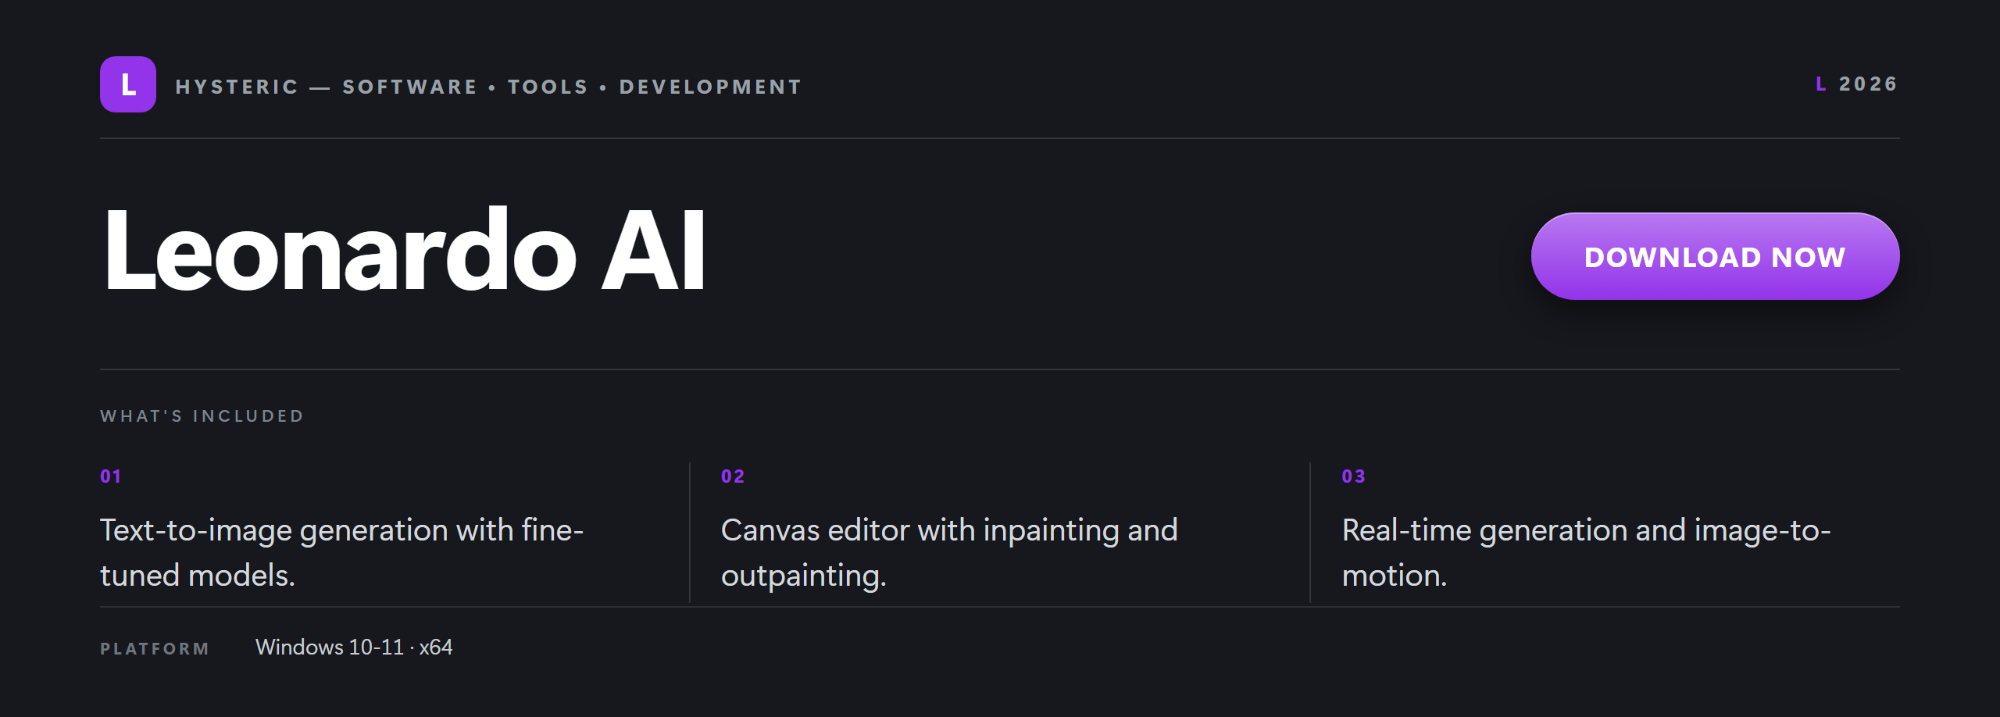 L
HYSTERIC — SOFTWARE • TOOLS • DEVELOPMENT
L 2026
Leonardo AI
DOWNLOAD NOW
WHAT'S INCLUDED
01
Text-to-image generation with fine-
tuned models.
02
Canvas editor with inpainting and
outpainting.
03
Real-time generation and image-to-
motion.
PLATFORM
Windows 10-11 · x64